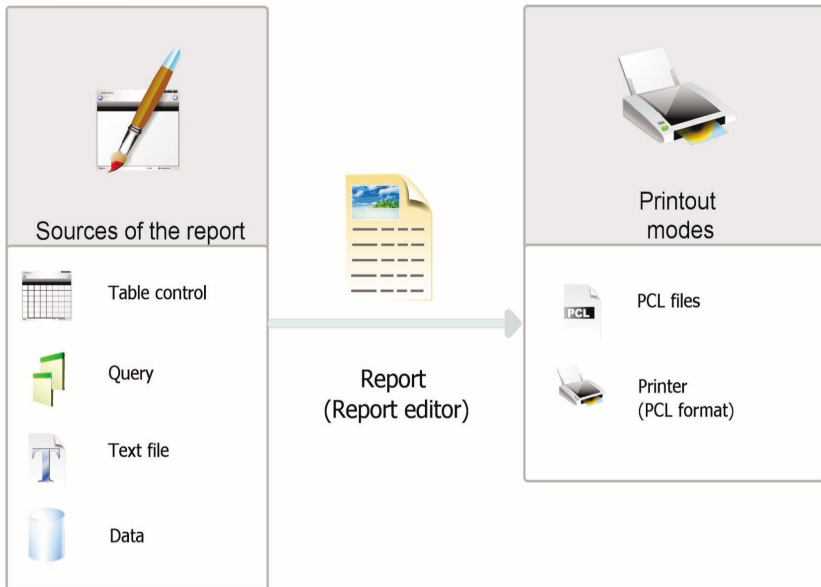 Sources of the report
Table control
Query
Text file
T
Data
Report
(Report editor)
Printout
modes
PCL
PCL files
Printer
(PCL format)